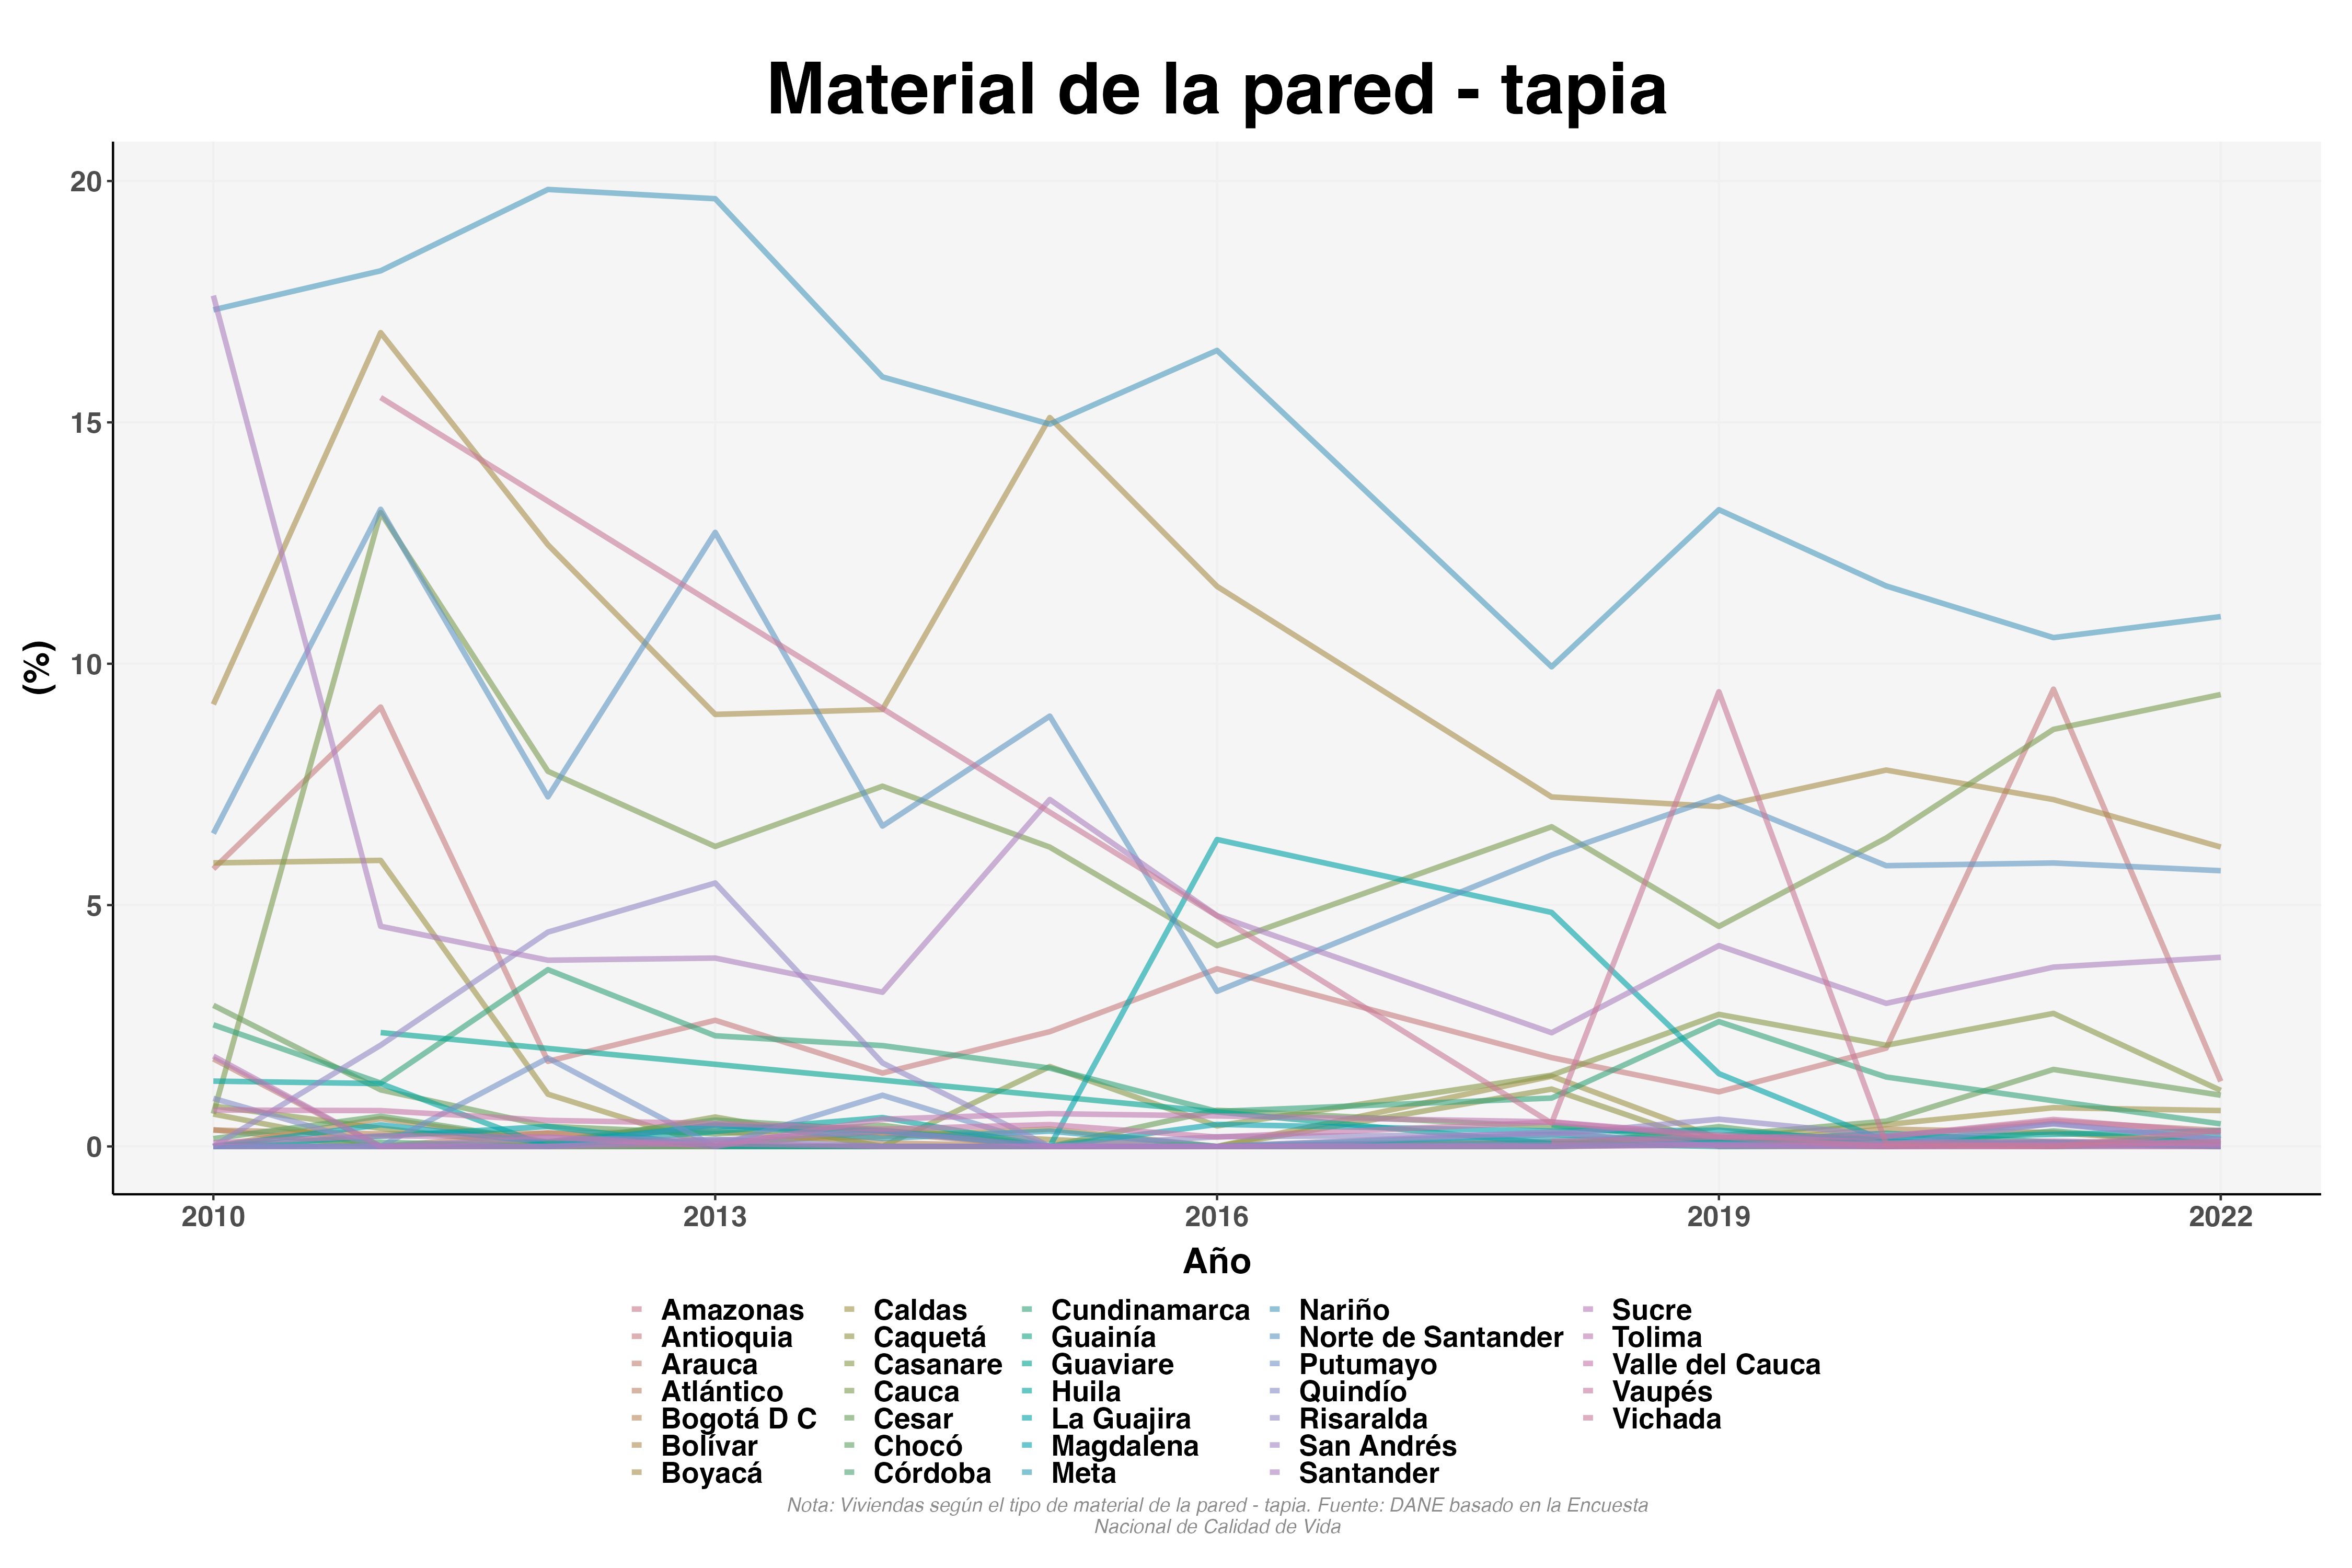 Material de la pared - tapia
(%)
20
15
10
5
0
2010 2013 2016 2019 2022
Año
Amazonas
Antioquia
Arauca
Atlántico
Bogotá D C
Bolívar
Boyacá
Caldas
Caquetá
Casanare
Cauca
Cesar
Chocó
Córdoba
Cundinamarca
Guainía
Guaviare
Huila
La Guajira
Magdalena
Meta
Nariño
Norte de Santander
Putumayo
Quindío
Risaralda
San Andrés
Santander
Sucre
Tolima
Valle del Cauca
Vaupés
Vichada
Nota: Viviendas según el tipo de material de la pared - tapia. Fuente: DANE basado en la Encuesta
Nacional de Calidad de Vida